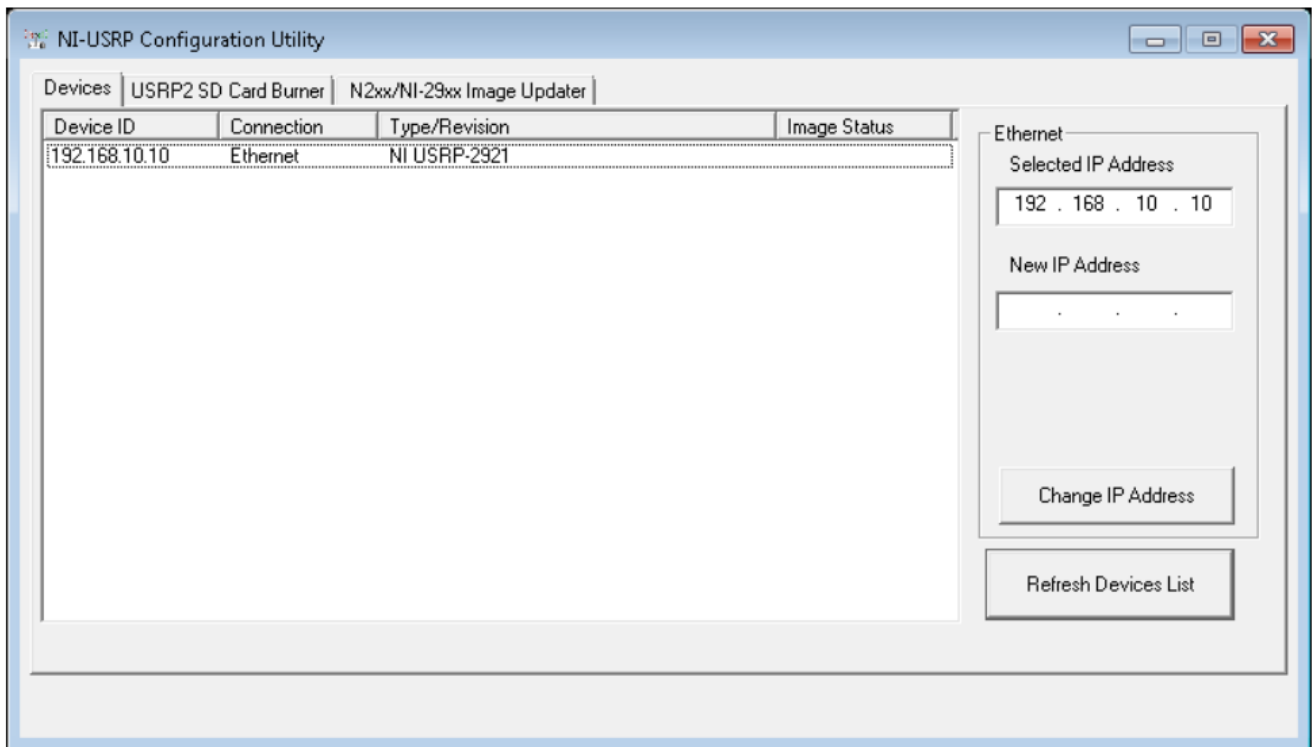 NI-USRP Configuration Utility
Devices USRP2 SD Card Burner N2xx/NI-29xx Image Updater
Device ID Connection Type/Revision Image Status
192.168.10.10 Ethernet NI USRP-2921
Ethernet
Selected IP Address
192 . 168 . 10 . 10
New IP Address
. . .
Change IP Address
Refresh Devices List